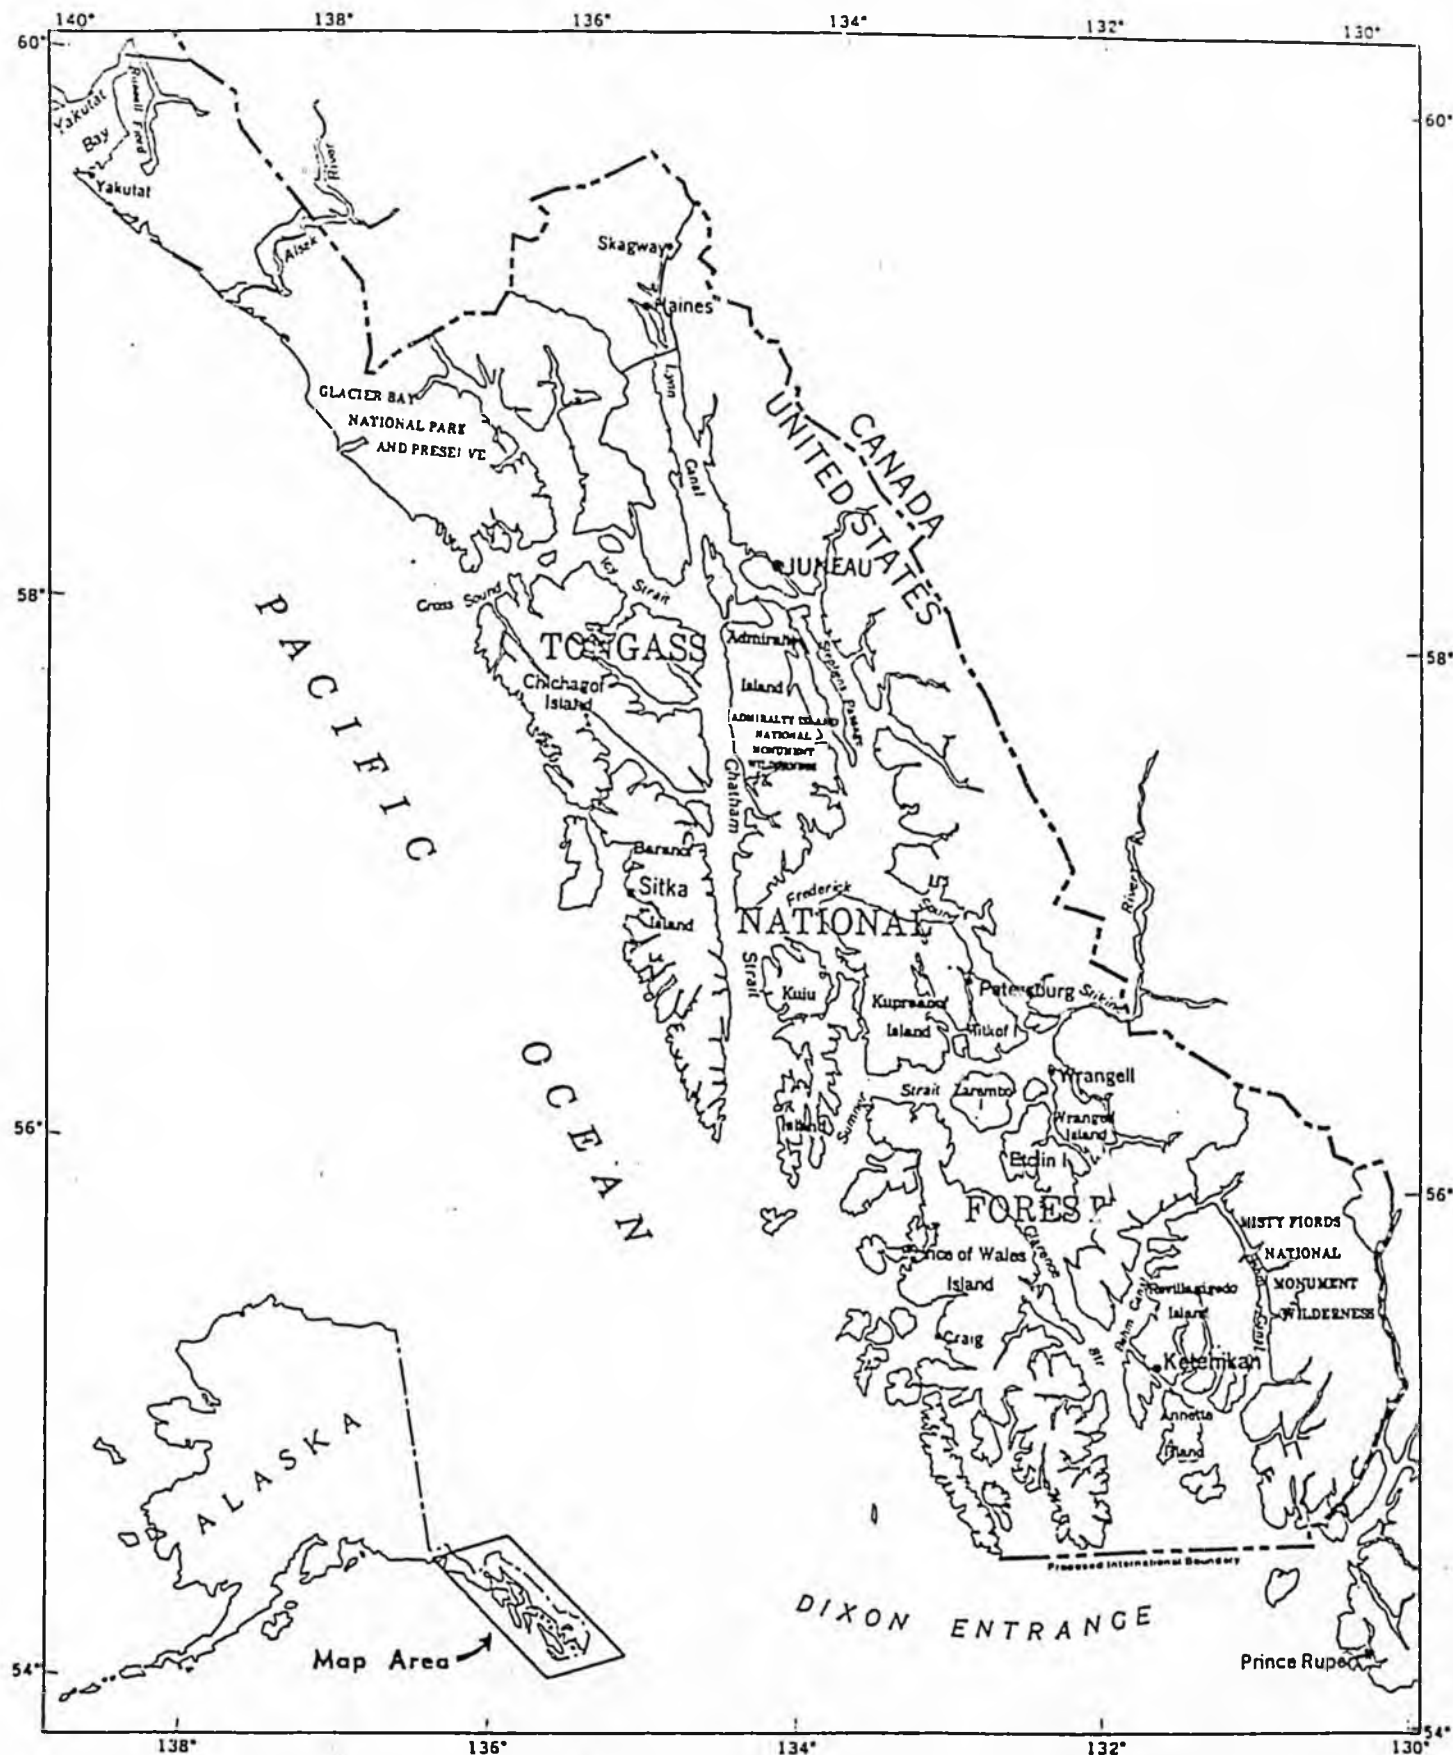 140° 138° 136° 134° 132° 130°
60°
60°
Yakutat
Bay
Russell Fiord
Yakutat
River
Alsek
Skagway
Haines
Lynn
Canal
GLACIER BAY
NATIONAL PARK
AND PRESERVE
CANADA
UNITED STATES
JUNEAU
58°
58°
Cross Sound
Icy
Strait
PACIFIC
OCEAN
TONGASS
Admiralty
Island
Stephens Passage
Chichagof
Island
ADMIRALTY ISLAND
NATIONAL
MONUMENT
WILDERNESS
Chatham
Strait
Baranof
Sitka
Island
Frederick
Sound
NATIONAL
River
Stikine
Kuiu
Island
Kupreanof
Island
Petersburg
Mitkof I
Wrangell
Strait
Sumner
Zarembo
I
Wrangell
Island
Etolin I
56°
56°
FOREST
MISTY FIORDS
NATIONAL
MONUMENT
WILDERNESS
Clarence
Str
Prince of Wales
Island
Behm Canal
Revillagigedo
Island
Canal
Craig
Ketchikan
Annette
Island
ALASKA
Map Area
Proposed International Boundary
DIXON ENTRANCE
Prince Rupert
54°
54°
138° 136° 134° 132° 130°